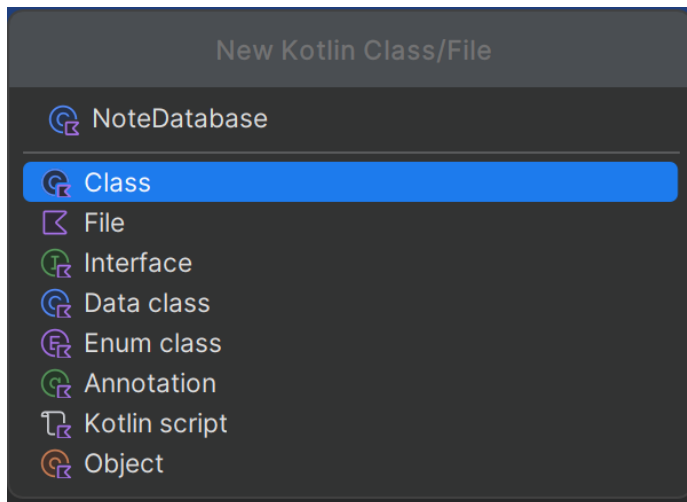 New Kotlin Class/File
NoteDatabase
Class
File
Interface
Data class
Enum class
Annotation
Kotlin script
Object